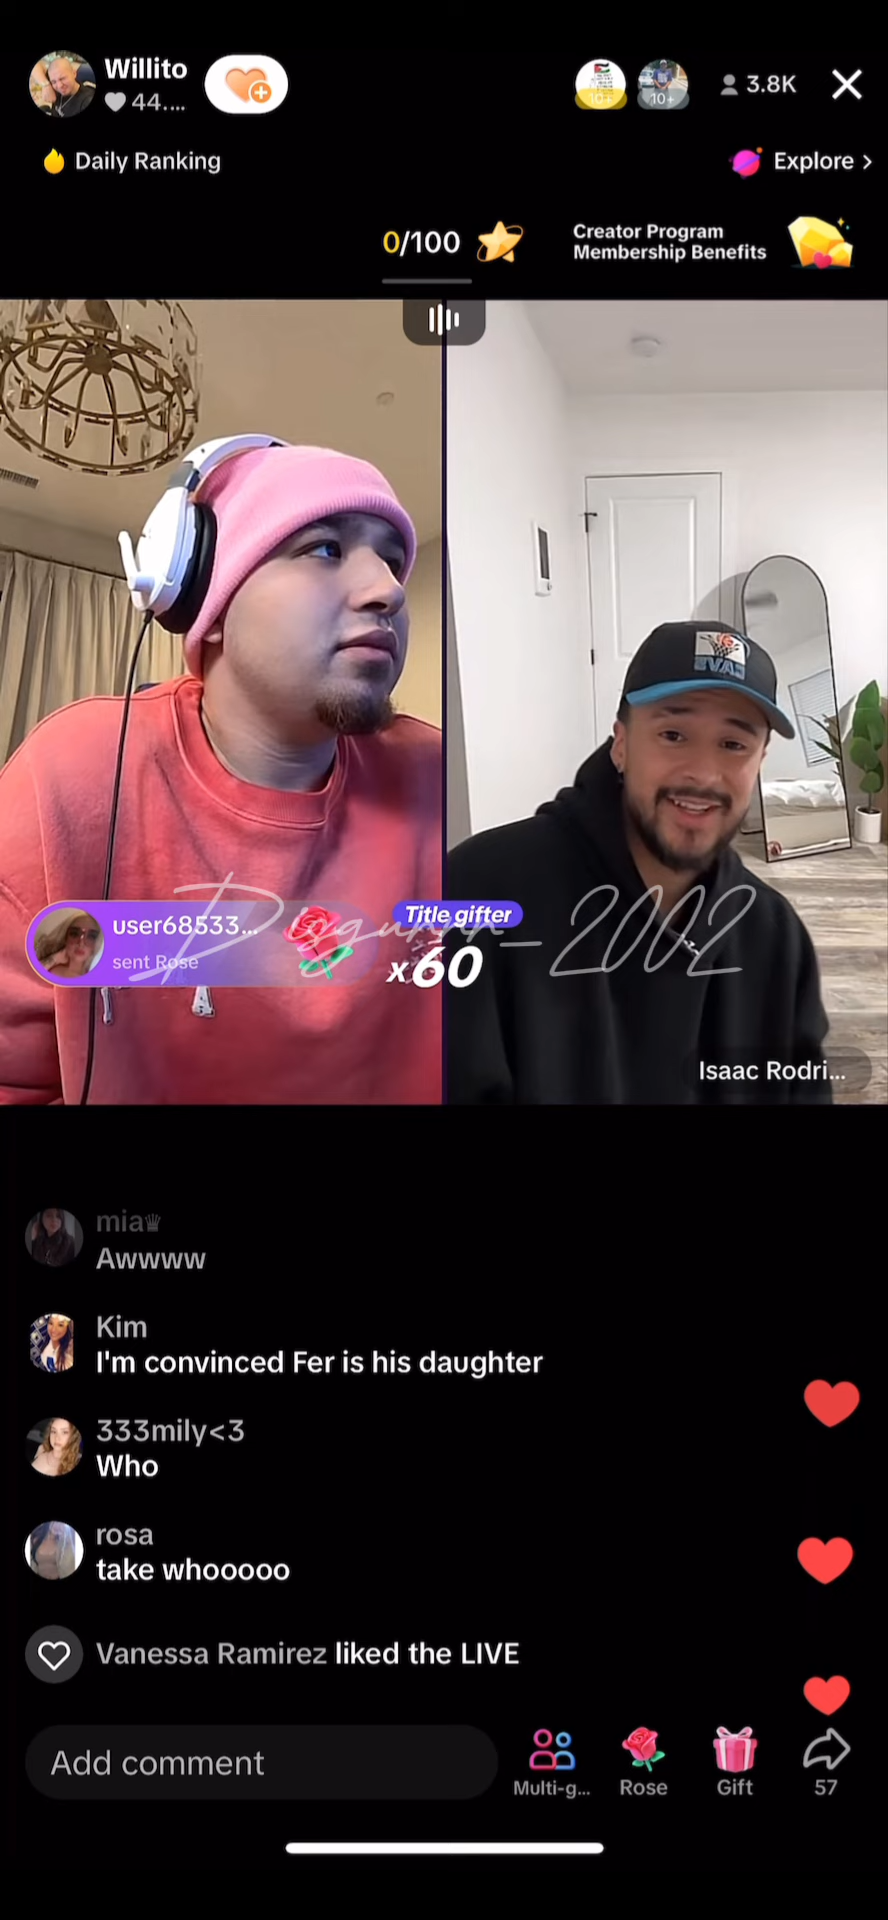 Willito
44....
10+
10+
3.8K
Daily Ranking
Explore >
0/100
Creator Program
Membership Benefits
user68533...
sent Rose
Title gifter
x60
Isaac Rodri...
mia♛
Awwww
Kim
I'm convinced Fer is his daughter
333mily<3
Who
rosa
take whooooo
Vanessa Ramirez liked the LIVE
Add comment
Multi-g...
Rose
Gift
57